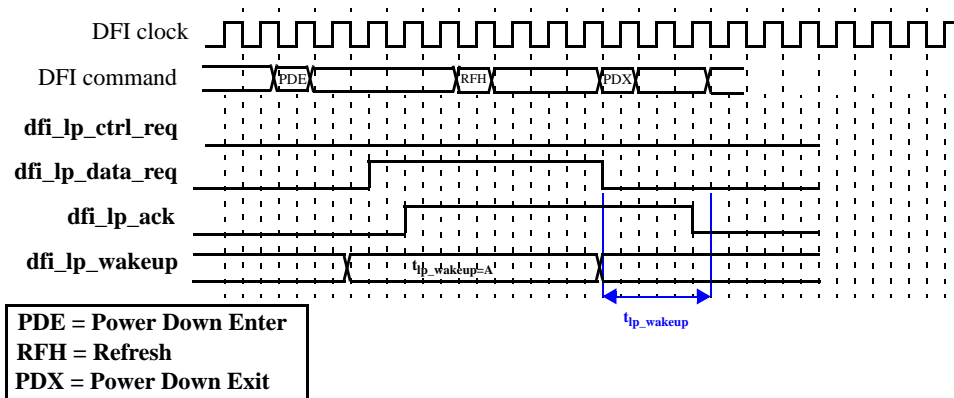 DFI clock
DFI command PDE RFH PDX
dfi_lp_ctrl_req
dfi_lp_data_req
dfi_lp_ack
dfi_lp_wakeup tlp_wakeup=A
tlp_wakeup
PDE = Power Down Enter
RFH = Refresh
PDX = Power Down Exit